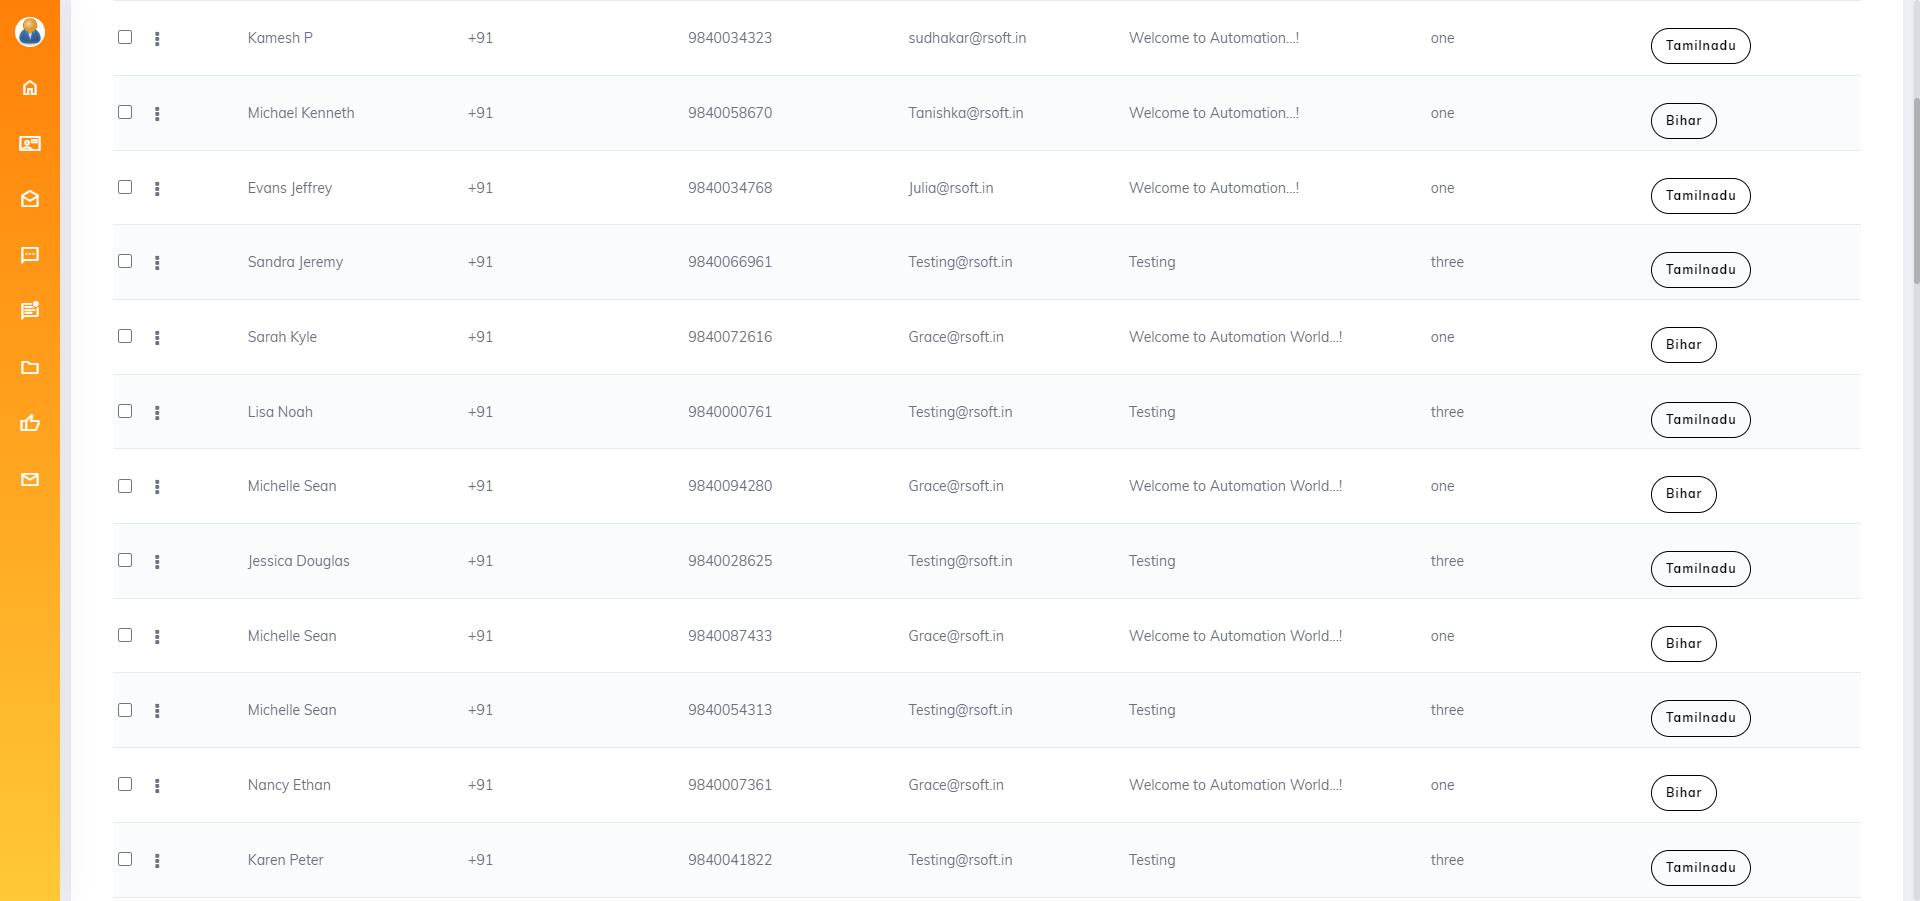 Kamesh P +91 9840034323 sudhakar@rsoft.in Welcome to Automation...! one Tamilnadu
Michael Kenneth +91 9840058670 Tanishka@rsoft.in Welcome to Automation...! one Bihar
Evans Jeffrey +91 9840034768 Julia@rsoft.in Welcome to Automation...! one Tamilnadu
Sandra Jeremy +91 9840066961 Testing@rsoft.in Testing three Tamilnadu
Sarah Kyle +91 9840072616 Grace@rsoft.in Welcome to Automation World...! one Bihar
Lisa Noah +91 9840000761 Testing@rsoft.in Testing three Tamilnadu
Michelle Sean +91 9840094280 Grace@rsoft.in Welcome to Automation World...! one Bihar
Jessica Douglas +91 9840028625 Testing@rsoft.in Testing three Tamilnadu
Michelle Sean +91 9840087433 Grace@rsoft.in Welcome to Automation World...! one Bihar
Michelle Sean +91 9840054313 Testing@rsoft.in Testing three Tamilnadu
Nancy Ethan +91 9840007361 Grace@rsoft.in Welcome to Automation World...! one Bihar
Karen Peter +91 9840041822 Testing@rsoft.in Testing three Tamilnadu